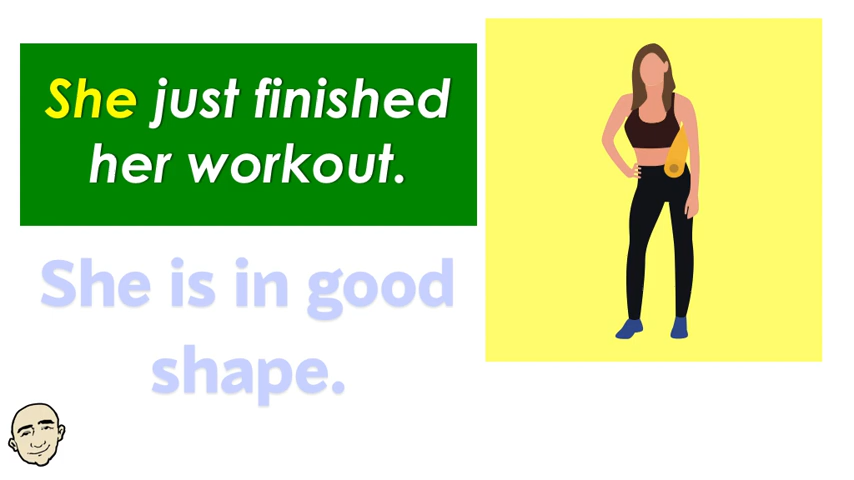 She just finished
her workout.
She is in good
shape.